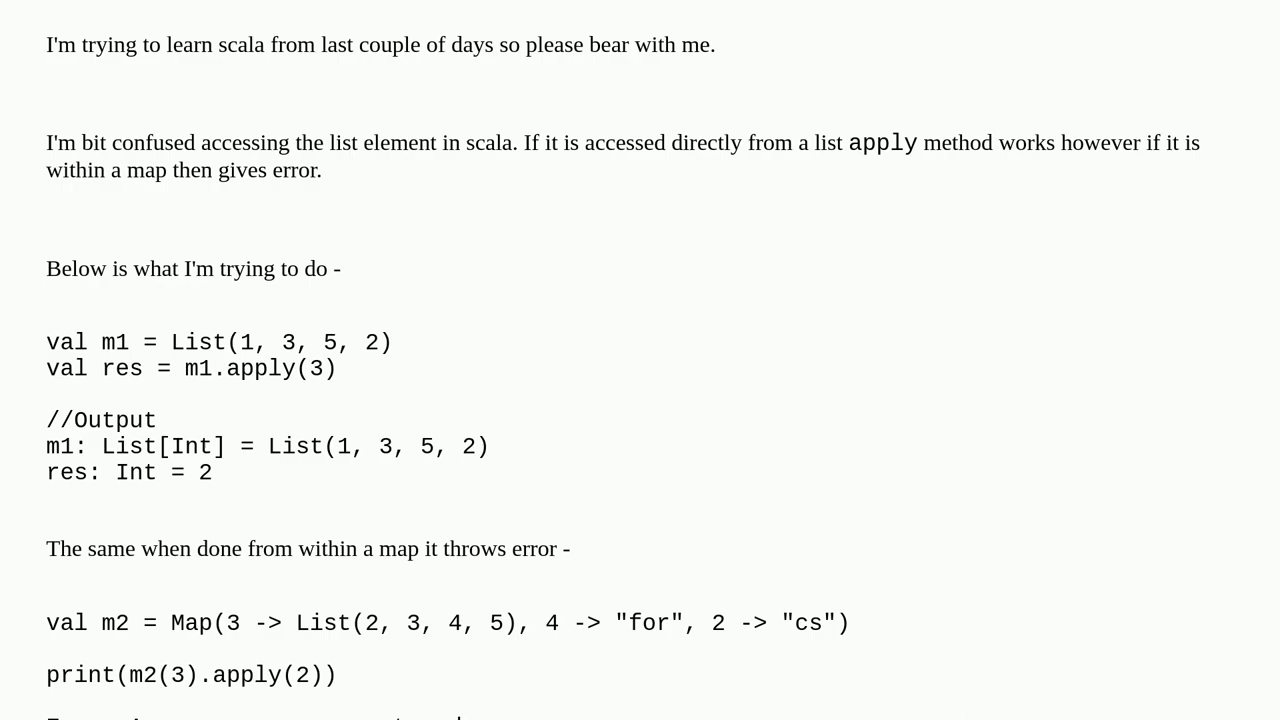 I'm trying to learn scala from last couple of days so please bear with me.
I'm bit confused accessing the list element in scala. If it is accessed directly from a list apply method works however if it is
within a map then gives error.
Below is what I'm trying to do -
val m1 = List(1, 3, 5, 2)
val res = m1.apply(3)
//Output
m1: List[Int] = List(1, 3, 5, 2)
res: Int = 2
The same when done from within a map it throws error -
val m2 = Map(3 -> List(2, 3, 4, 5), 4 -> "for", 2 -> "cs")
print(m2(3).apply(2))